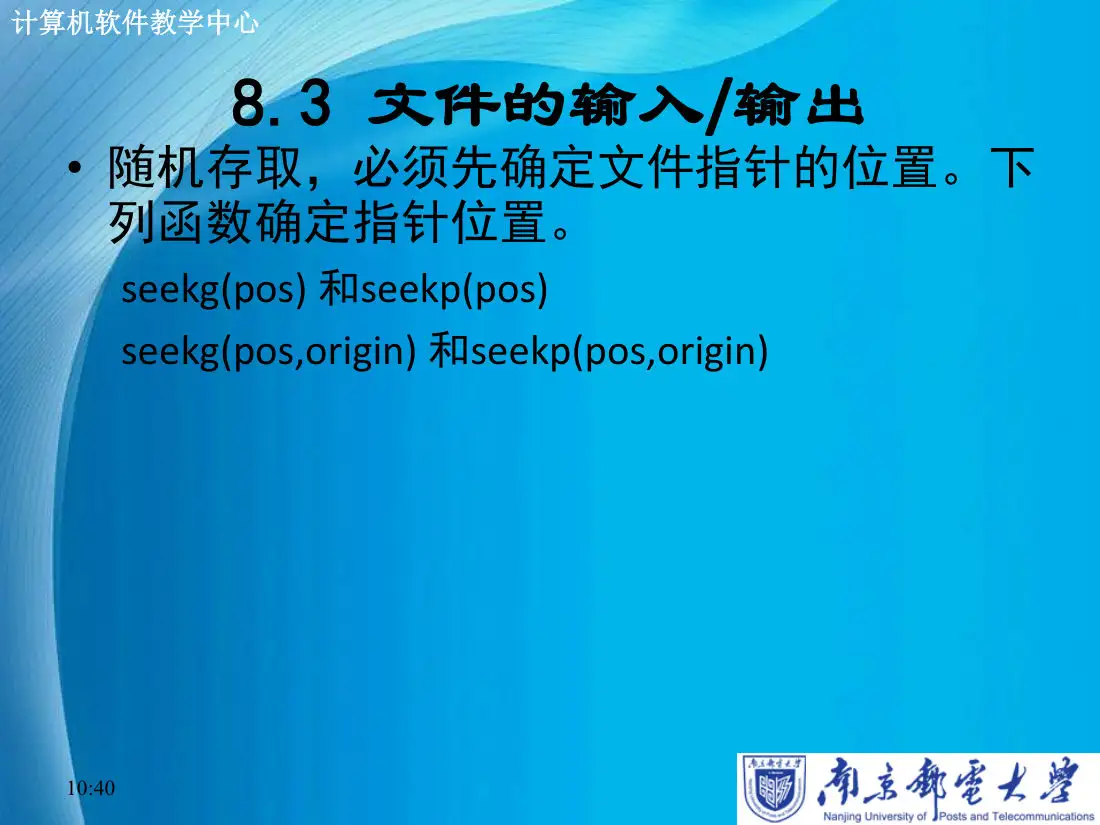 计算机软件教学中心
8.3 文件的输入/输出
• 随机存取，必须先确定文件指针的位置。下
列函数确定指针位置。
seekg(pos) 和seekp(pos)
seekg(pos,origin) 和seekp(pos,origin)
10:40
南京郵電大學
Nanjing University of Posts and Telecommunications